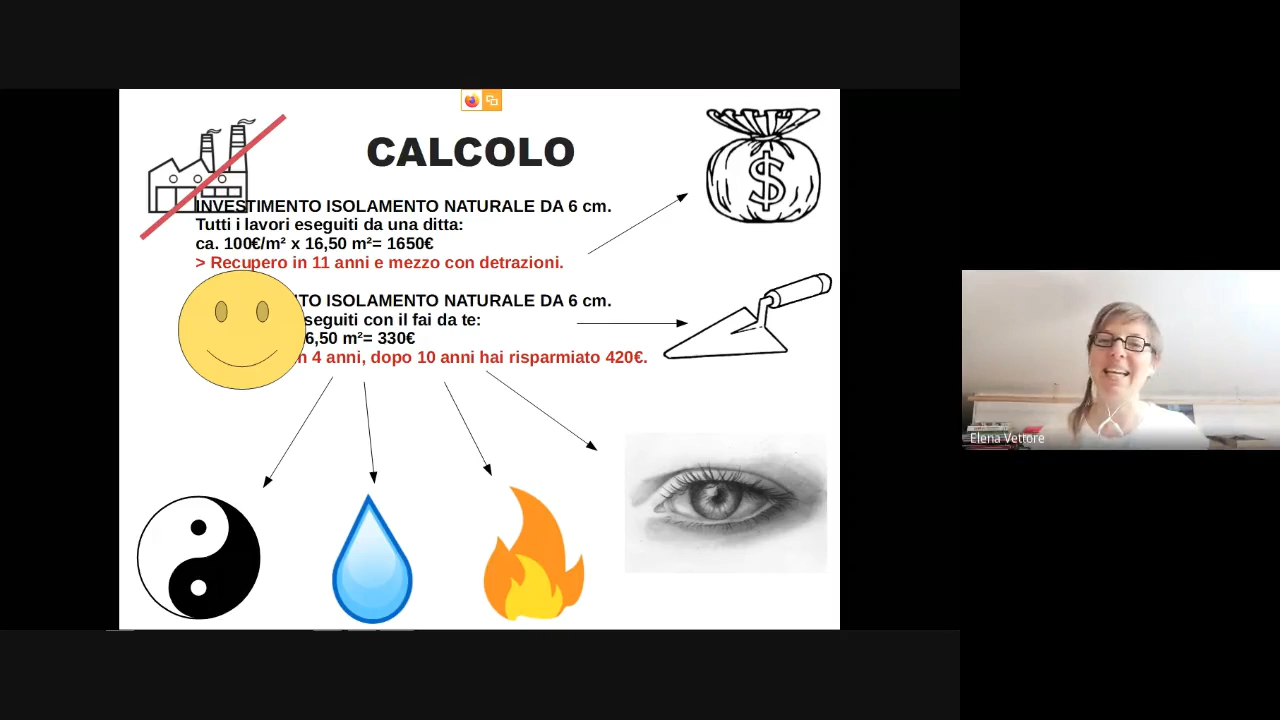 CALCOLO
INVESTIMENTO ISOLAMENTO NATURALE DA 6 cm.
Tutti i lavori eseguiti da una ditta:
ca. 100€/m² x 16,50 m²= 1650€
> Recupero in 11 anni e mezzo con detrazioni.
ISOLAMENTO NATURALE DA 6 cm.
con il fai da te:
6,50 m²= 330€
4 anni, dopo 10 anni hai risparmiato 420€.
$
Elena Vettore